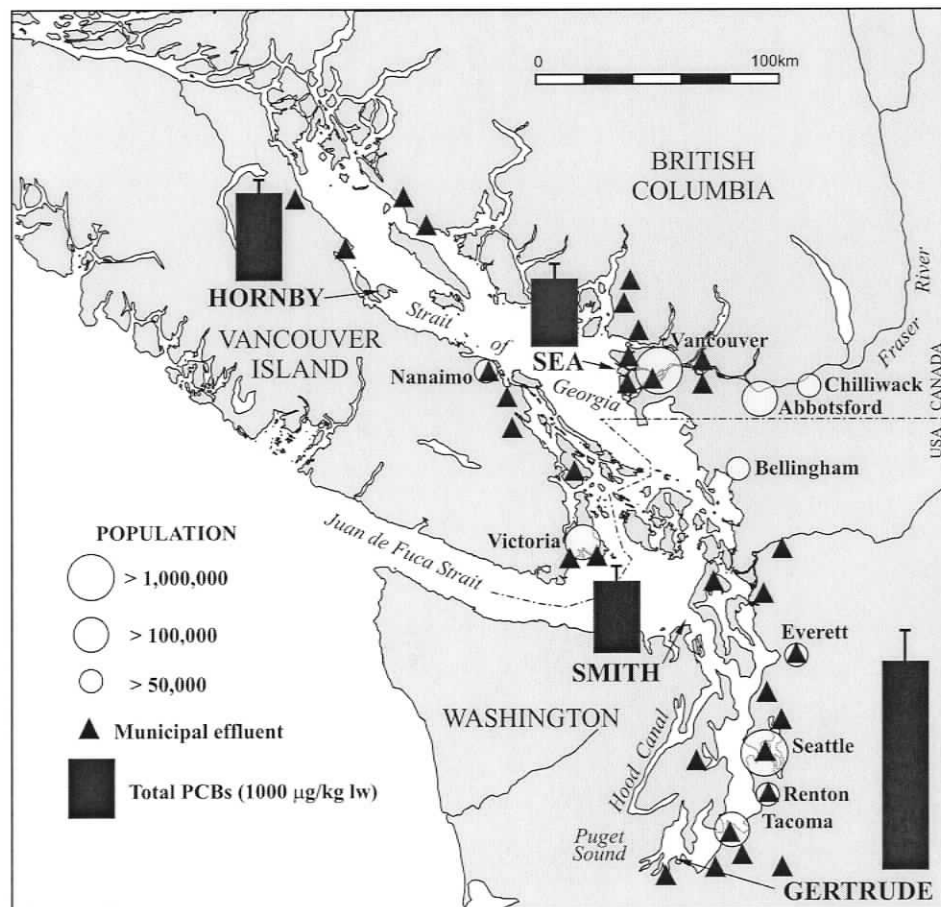 0
100km
BRITISH
COLUMBIA
HORNBY
VANCOUVER
ISLAND
Strait
of
Georgia
SEA
Vancouver
Fraser
River
Nanaimo
Chilliwack
Abbotsford
CANADA
USA
Bellingham
Victoria
Juan de Fuca Strait
POPULATION
> 1,000,000
> 100,000
> 50,000
Municipal effluent
Total PCBs (1000 µg/kg lw)
SMITH
Everett
WASHINGTON
Hood Canal
Seattle
Renton
Tacoma
Puget
Sound
GERTRUDE